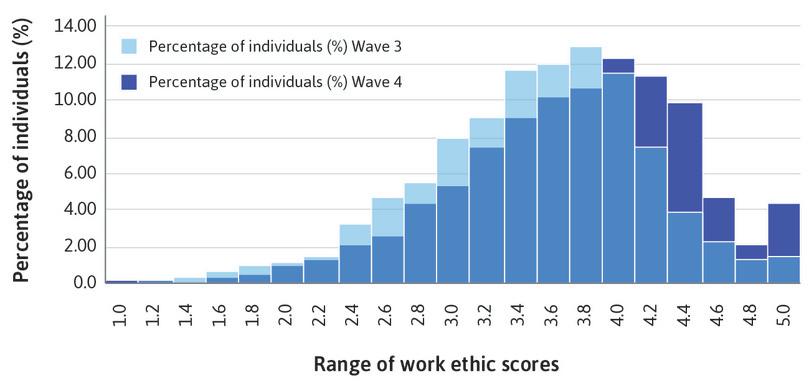 Percentage of individuals (%)
14.00
12.00
10.00
8.00
6.00
4.00
2.00
0.0
Percentage of individuals (%) Wave 3
Percentage of individuals (%) Wave 4
1.0 1.2 1.4 1.6 1.8 2.0 2.2 2.4 2.6 2.8 3.0 3.2 3.4 3.6 3.8 4.0 4.2 4.4 4.6 4.8 5.0
Range of work ethic scores